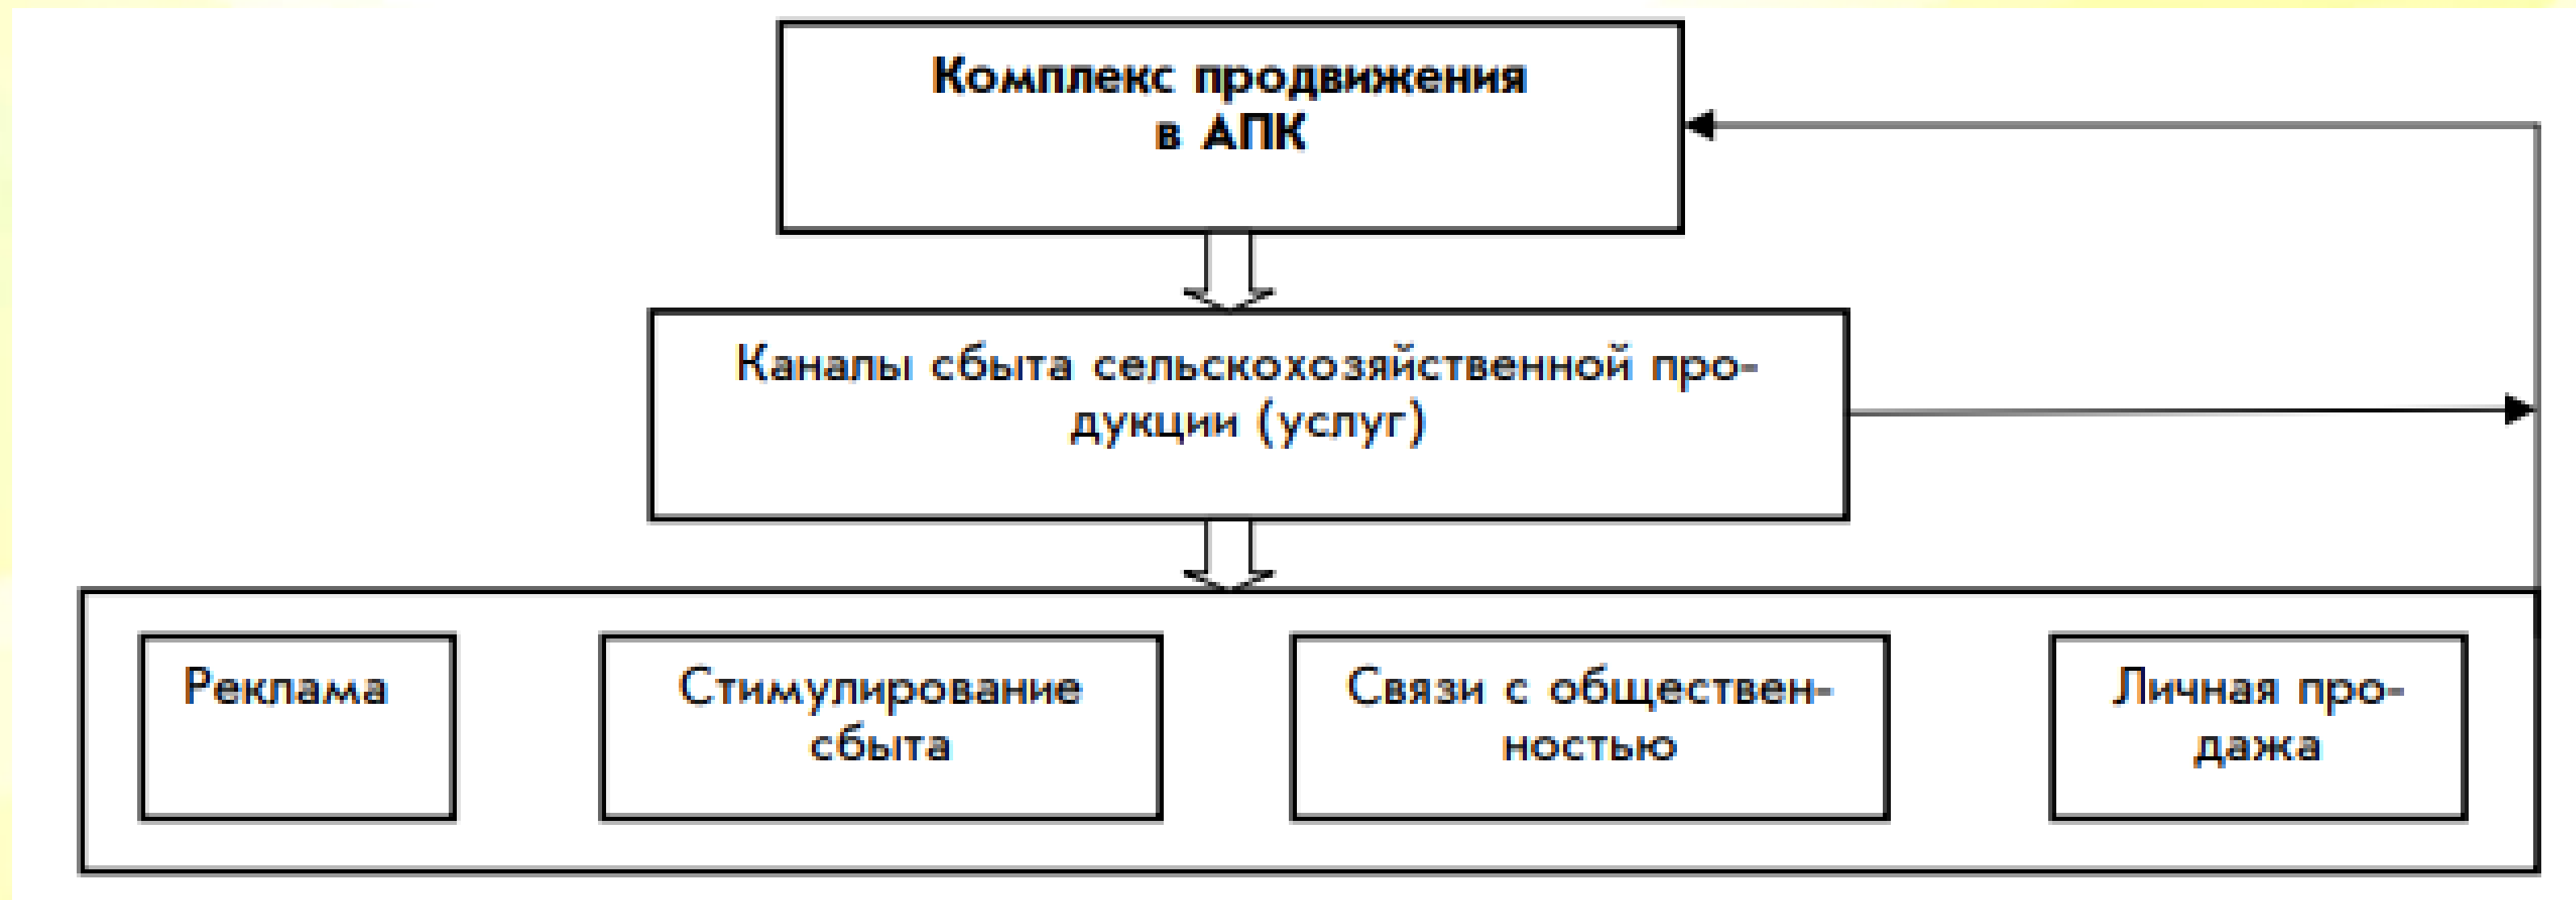 Комплекс продвижения
в АПК
Каналы сбыта сельскохозяйственной про-
дукции (услуг)
Реклама
Стимулирование
сбыта
Связи с обществен-
ностью
Личная про-
дажа